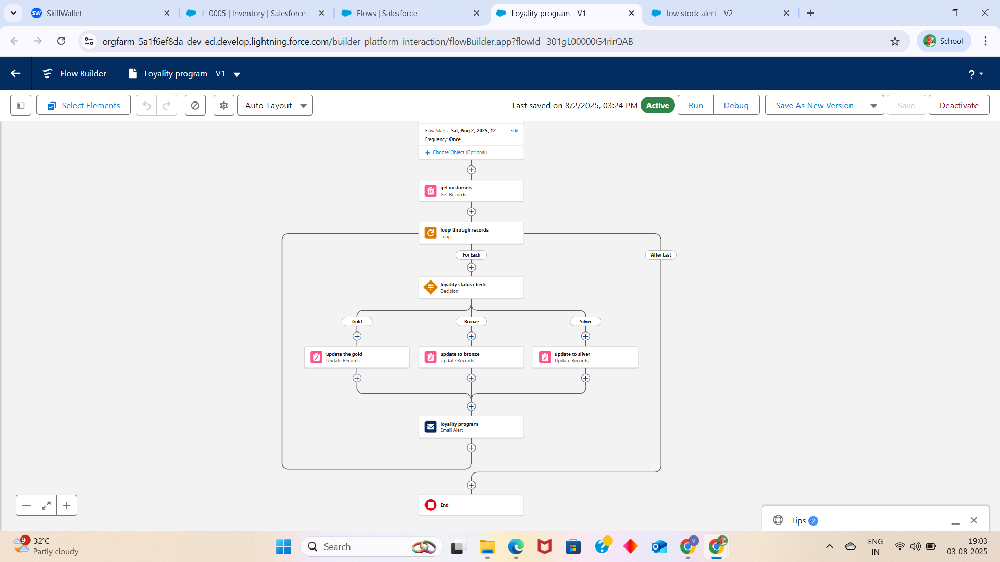 SW SkillWallet
I -0005 | Inventory | Salesforce
Flows | Salesforce
Loyality program - V1
low stock alert - V2
orgfarm-5a1f6ef8da-dev-ed.develop.lightning.force.com/builder_platform_interaction/flowBuilder.app?flowId=301gL00000G4rirQAB
School
Flow Builder
Loyality program - V1
?
Select Elements
Auto-Layout
Last saved on 8/2/2025, 03:24 PM
Active
Run
Debug
Save As New Version
Save
Deactivate
Flow Starts: Sat, Aug 2, 2025, 12:... Edit
Frequency: Once
+ Choose Object (Optional)
get customers
Get Records
loop through records
Loop
For Each
After Last
loyality status check
Decision
Gold
Bronze
Silver
update the gold
Update Records
update to bronze
Update Records
update to silver
Update Records
loyality program
Email Alert
End
Tips 2
9+
32°C
Partly cloudy
Search
V
ENG
IN
19:03
03-08-2025